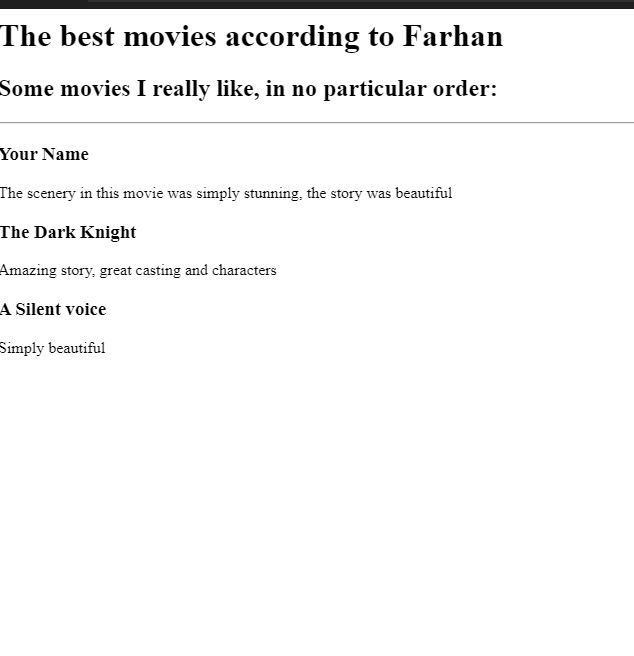 The best movies according to Farhan
Some movies I really like, in no particular order:
Your Name
The scenery in this movie was simply stunning, the story was beautiful
The Dark Knight
Amazing story, great casting and characters
A Silent voice
Simply beautiful